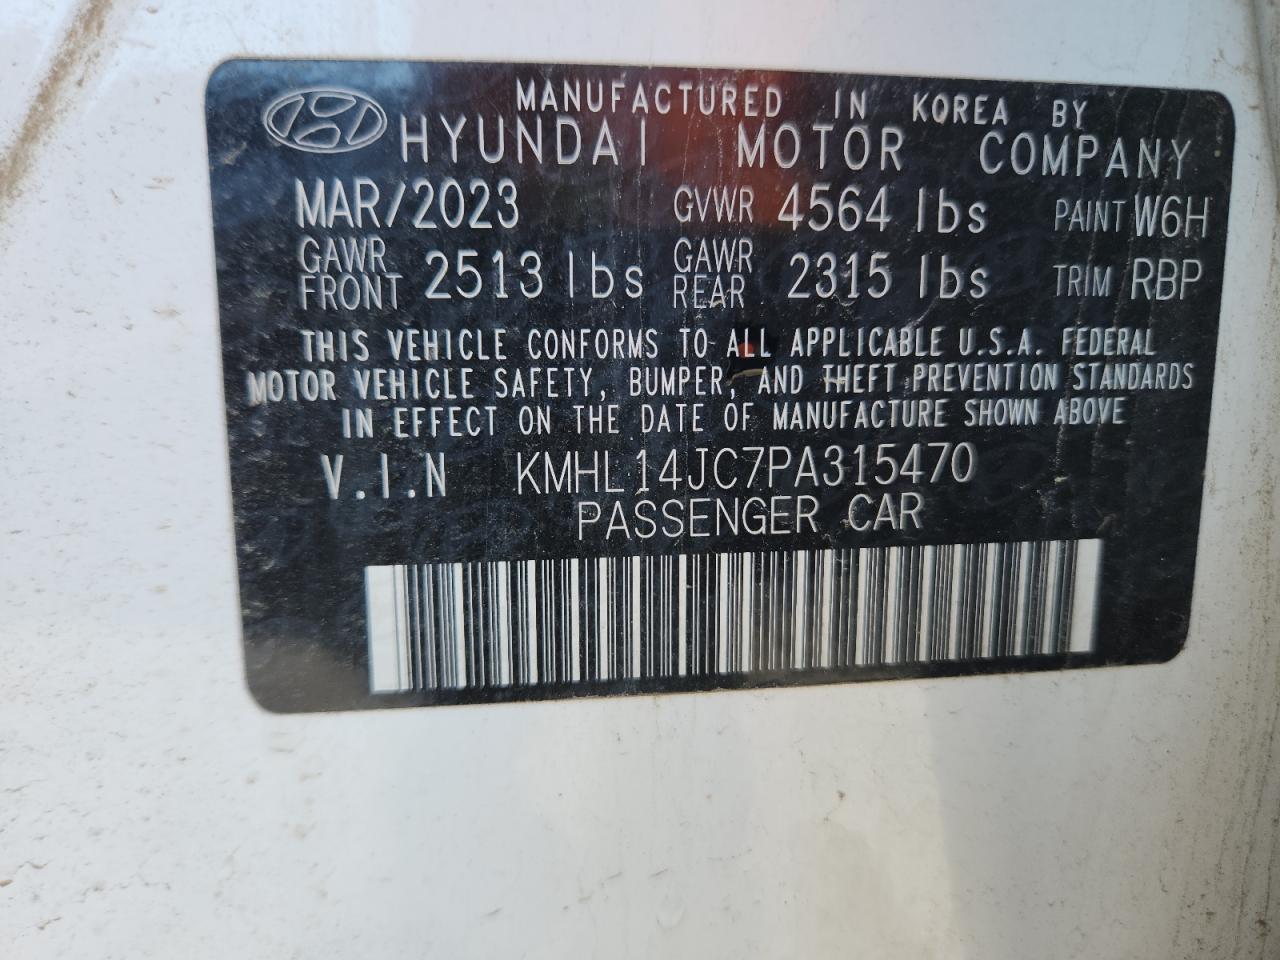 MANUFACTURED IN KOREA BY
HYUNDAI MOTOR COMPANY
MAR/2023 GVWR 4564 lbs PAINT W6H
GAWR FRONT 2513 lbs GAWR REAR 2315 lbs TRIM RBP
THIS VEHICLE CONFORMS TO ALL APPLICABLE U.S.A. FEDERAL
MOTOR VEHICLE SAFETY, BUMPER, AND THEFT PREVENTION STANDARDS
IN EFFECT ON THE DATE OF MANUFACTURE SHOWN ABOVE
V.I.N KMHL14JC7PA315470
PASSENGER CAR